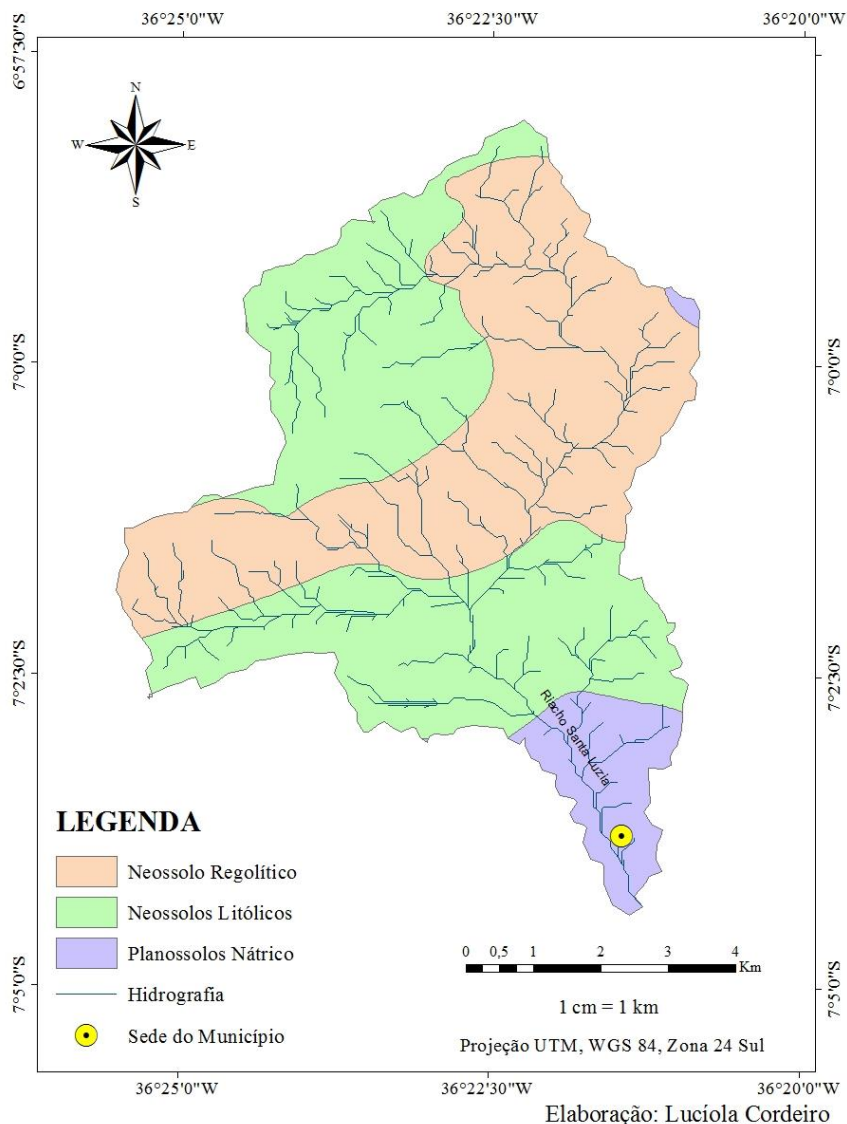 36°25'0"W
36°22'30"W
36°20'0"W
6°57'30"S
N
W
E
S
7°0'0"S
7°0'0"S
7°2'30"S
7°2'30"S
Riacho Santa Luzia
LEGENDA
Neossolo Regolítico
Neossolos Litólicos
Planossolos Nátrico
Hidrografia
Sede do Município
0 0,5 1 2 3 4
Km
1 cm = 1 km
Projeção UTM, WGS 84, Zona 24 Sul
7°5'0"S
7°5'0"S
36°25'0"W
36°22'30"W
36°20'0"W
Elaboração: Lucíola Cordeiro